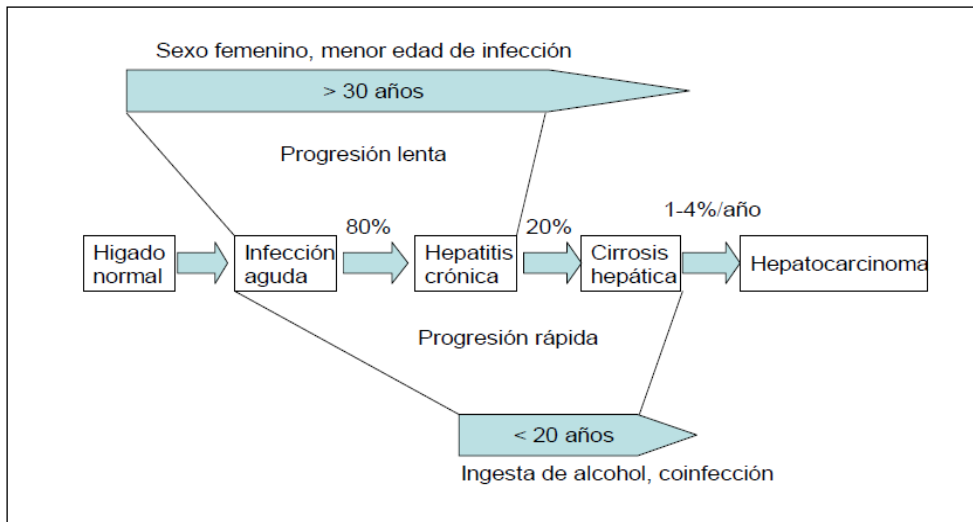 Sexo femenino, menor edad de infección
> 30 años
Progresión lenta
1-4%/año
80%
20%
Higado
normal
Infección
aguda
Hepatitis
crónica
Cirrosis
hepática
Hepatocarcinoma
Progresión rápida
< 20 años
Ingesta de alcohol, coinfección